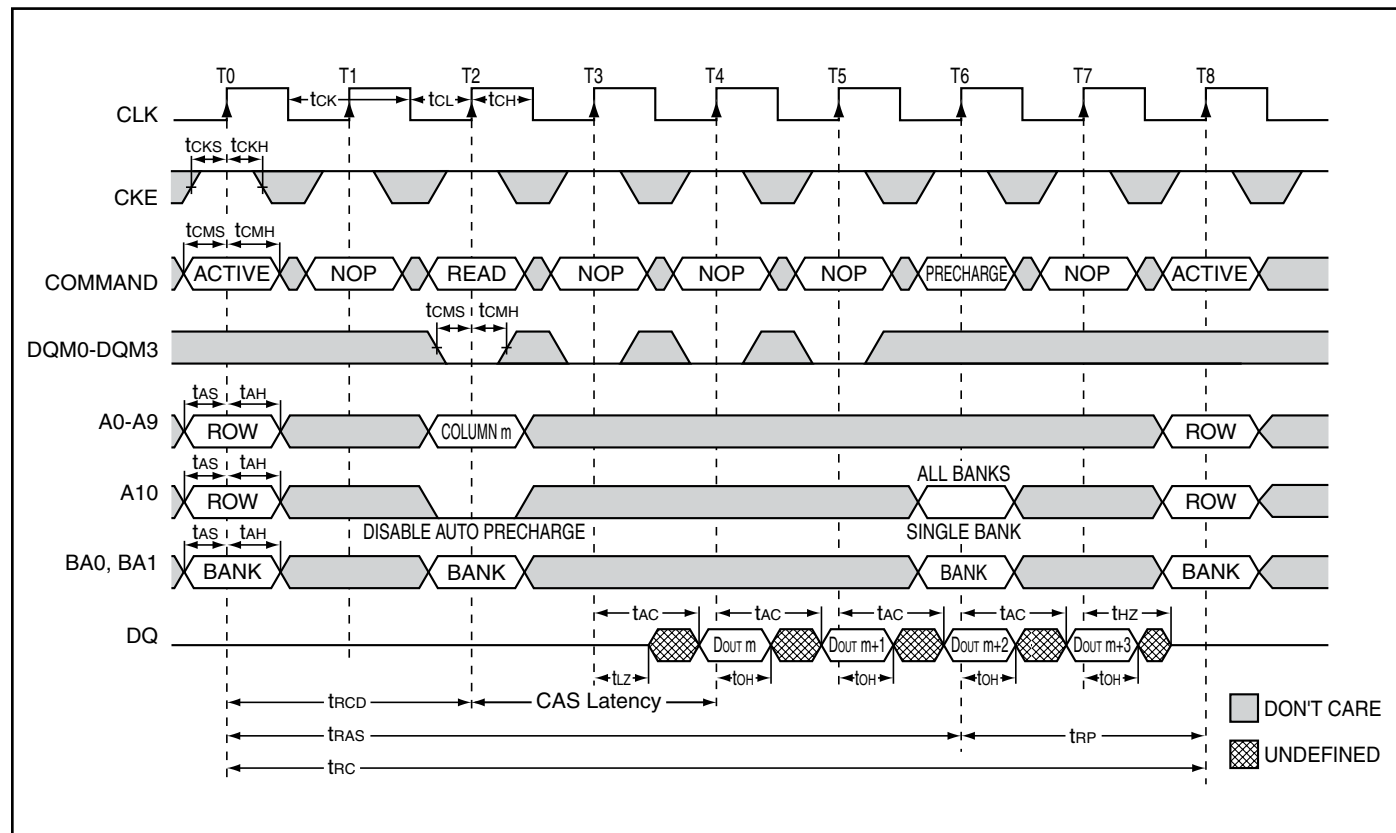 T0 T1 T2 T3 T4 T5 T6 T7 T8
tCK tCL tCH
CLK
tCKS tCKH
CKE
tCMS tCMH
COMMAND ACTIVE NOP READ NOP NOP NOP PRECHARGE NOP ACTIVE
tCMS tCMH
DQM0-DQM3
tAS tAH
A0-A9 ROW COLUMN m ROW
tAS tAH ALL BANKS
A10 ROW ROW
DISABLE AUTO PRECHARGE SINGLE BANK
tAS tAH
BA0, BA1 BANK BANK BANK BANK
tAC tAC tAC tAC tHZ
DQ DOUT m DOUT m+1 DOUT m+2 DOUT m+3
tLZ tOH tOH tOH tOH
tRCD CAS Latency
DON'T CARE
tRAS tRP
UNDEFINED
tRC